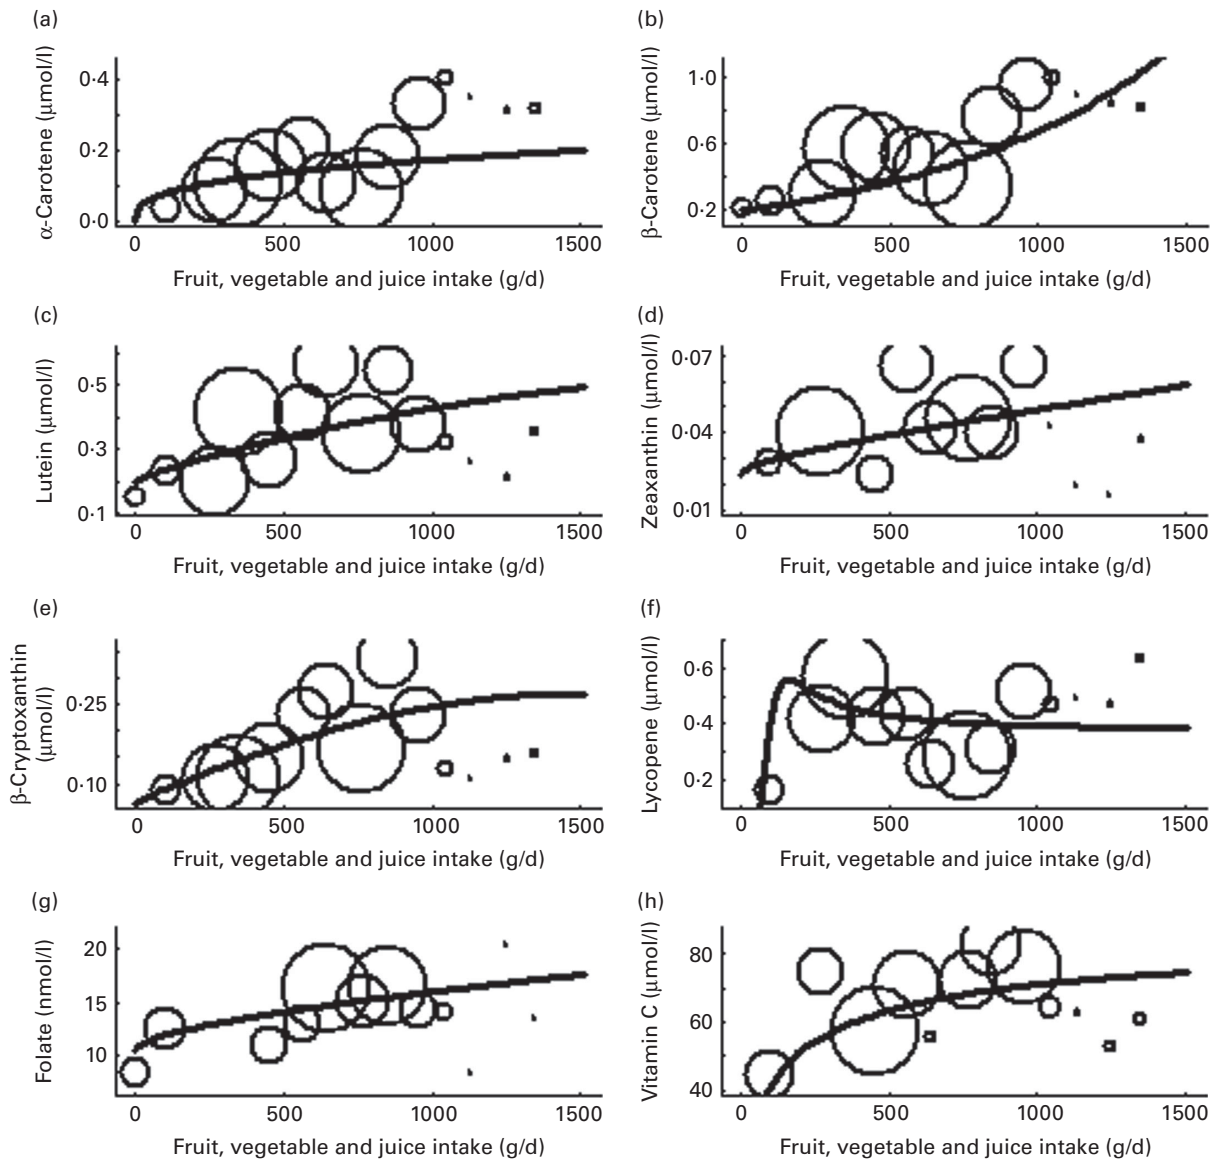 (a)
α-Carotene (μmol/l)
0·4
0·2
0·0
0
500
1000
1500
Fruit, vegetable and juice intake (g/d)
(b)
β-Carotene (μmol/l)
1·0
0·6
0·2
0
500
1000
1500
Fruit, vegetable and juice intake (g/d)
(c)
Lutein (μmol/l)
0·5
0·3
0·1
0
500
1000
1500
Fruit, vegetable and juice intake (g/d)
(d)
Zeaxanthin (μmol/l)
0·07
0·04
0·01
0
500
1000
1500
Fruit, vegetable and juice intake (g/d)
(e)
β-Cryptoxanthin
(μmol/l)
0·25
0·10
0
500
1000
1500
Fruit, vegetable and juice intake (g/d)
(f)
Lycopene (μmol/l)
0·6
0·4
0·2
0
500
1000
1500
Fruit, vegetable and juice intake (g/d)
(g)
Folate (nmol/l)
20
15
10
0
500
1000
1500
Fruit, vegetable and juice intake (g/d)
(h)
Vitamin C (μmol/l)
80
60
40
0
500
1000
1500
Fruit, vegetable and juice intake (g/d)